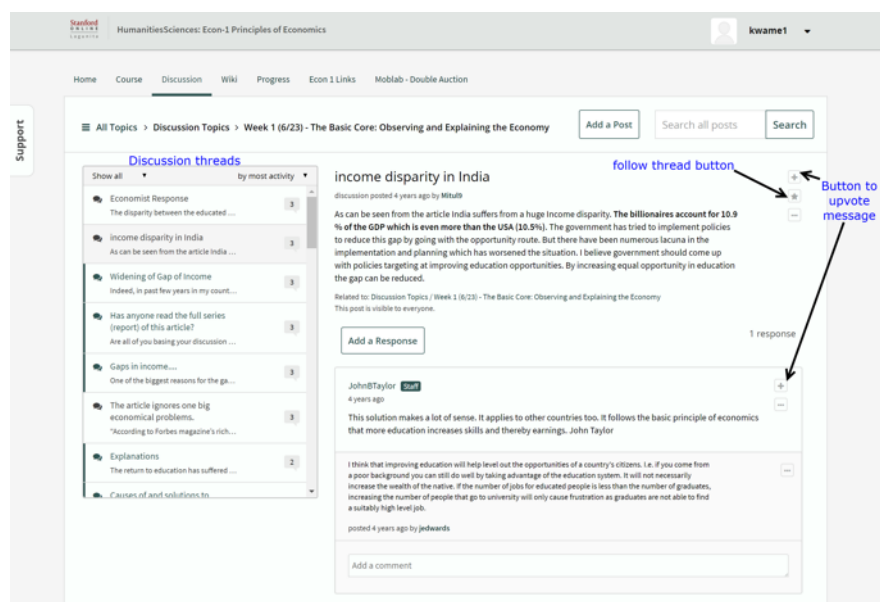 Stanford
ONLINE
Lagunita
HumanitiesSciences: Econ-1 Principles of Economics
kwame1
Home Course Discussion Wiki Progress Econ 1 Links Moblab - Double Auction
Support
All Topics > Discussion Topics > Week 1 (6/23) - The Basic Core: Observing and Explaining the Economy
Add a Post
Search all posts
Search
Discussion threads
Show all by most activity
Economist Response
The disparity between the educated ...
3
income disparity in India
As can be seen from the article India ...
3
Widening of Gap of Income
Indeed, in past few years in my count...
3
Has anyone read the full series
(report) of this article?
Are all of you basing your discussion ...
3
Gaps in income...
One of the biggest reasons for the ga...
3
The article ignores one big
economical problems.
"According to Forbes magazine's rich...
3
Explanations
The return to education has suffered ...
2
Causes of and solutions to
follow thread button
Button to
upvote
message
income disparity in India
discussion posted 4 years ago by Mitul9
As can be seen from the article India suffers from a huge Income disparity. The billionaires account for 10.9
% of the GDP which is even more than the USA (10.5%). The government has tried to implement policies
to reduce this gap by going with the opportunity route. But there have been numerous lacuna in the
implementation and planning which has worsened the situation. I believe government should come up
with policies targeting at improving education opportunities. By increasing equal opportunity in education
the gap can be reduced.
Related to: Discussion Topics / Week 1 (6/23) - The Basic Core: Observing and Explaining the Economy
This post is visible to everyone.
Add a Response
1 response
JohnBTaylor Staff
4 years ago
This solution makes a lot of sense. It applies to other countries too. It follows the basic principle of economics
that more education increases skills and thereby earnings. John Taylor
I think that improving education will help level out the opportunities of a country's citizens. i.e. if you come from
a poor background you can still do well by taking advantage of the education system. It will not necessarily
increase the wealth of the native. If the number of jobs for educated people is less than the number of graduates,
increasing the number of people that go to university will only cause frustration as graduates are not able to find
a suitably high level job.
posted 4 years ago by jedwards
Add a comment